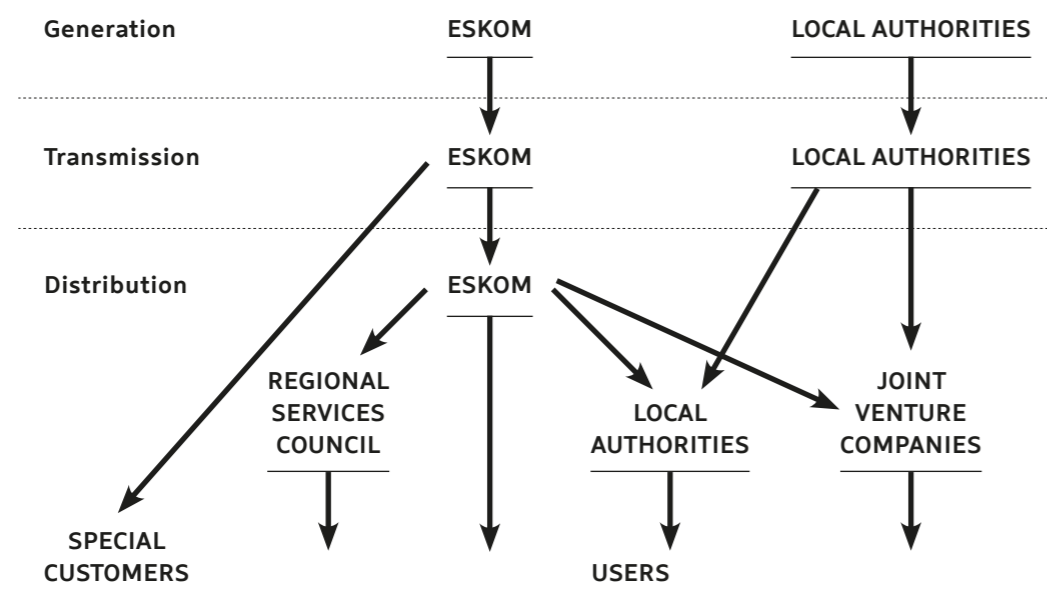 Generation ESKOM LOCAL AUTHORITIES
Transmission ESKOM LOCAL AUTHORITIES
Distribution ESKOM
REGIONAL
SERVICES
COUNCIL
LOCAL
AUTHORITIES
JOINT
VENTURE
COMPANIES
SPECIAL
CUSTOMERS
USERS